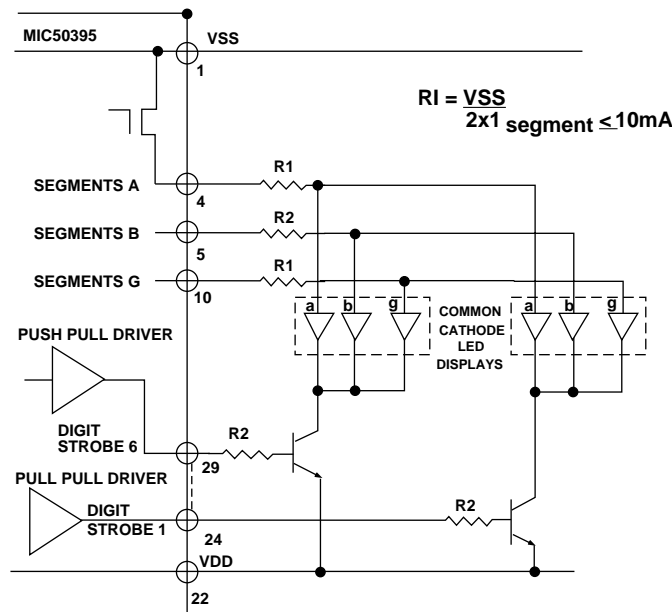 MIC50395
VSS
1
RI = VSS
2x1 segment ≤ 10mA
R1
SEGMENTS A
4
R2
SEGMENTS B
5
R1
SEGMENTS G
10
a b g
COMMON
CATHODE
LED
DISPLAYS
a b g
PUSH PULL DRIVER
DIGIT
STROBE 6
29
R2
PULL PULL DRIVER
DIGIT
STROBE 1
24
R2
VDD
22